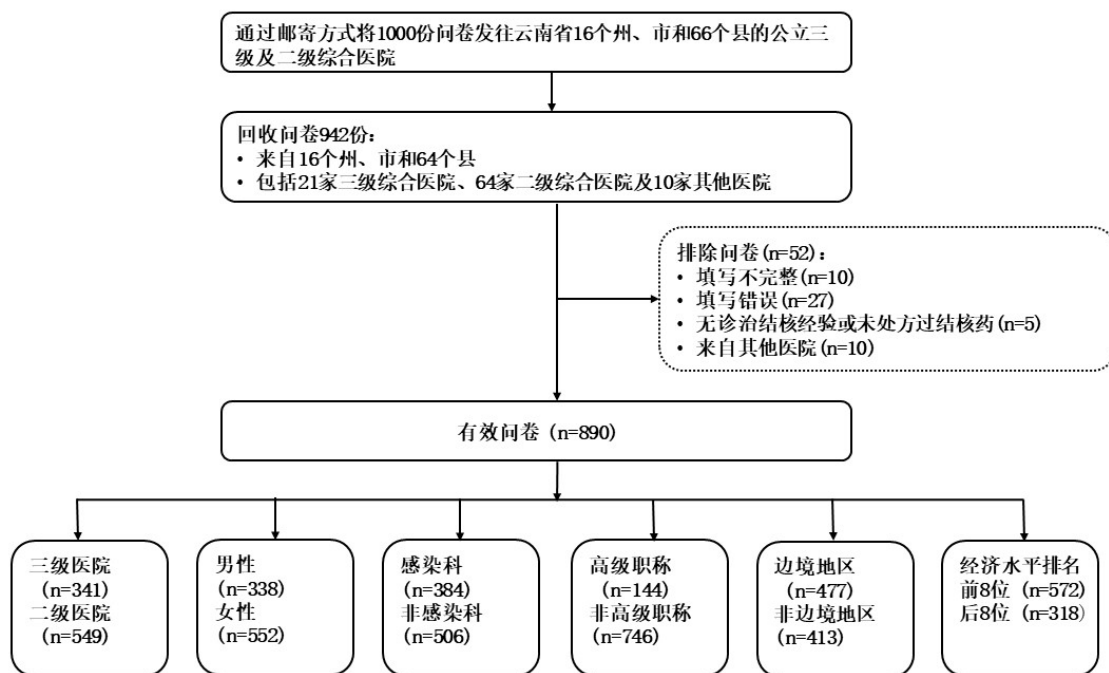 通过邮寄方式将1000份问卷发往云南省16个州、市和66个县的公立三
级及二级综合医院
回收问卷942份:
• 来自16个州、市和64个县
• 包括21家三级综合医院、64家二级综合医院及10家其他医院
排除问卷(n=52):
• 填写不完整(n=10)
• 填写错误(n=27)
• 无诊治结核经验或未处方过结核药(n=5)
• 来自其他医院(n=10)
有效问卷 (n=890)
三级医院
(n=341)
二级医院
(n=549)
男性
(n=338)
女性
(n=552)
感染科
(n=384)
非感染科
(n=506)
高级职称
(n=144)
非高级职称
(n=746)
边境地区
(n=477)
非边境地区
(n=413)
经济水平排名
前8位 (n=572)
后8位 (n=318)